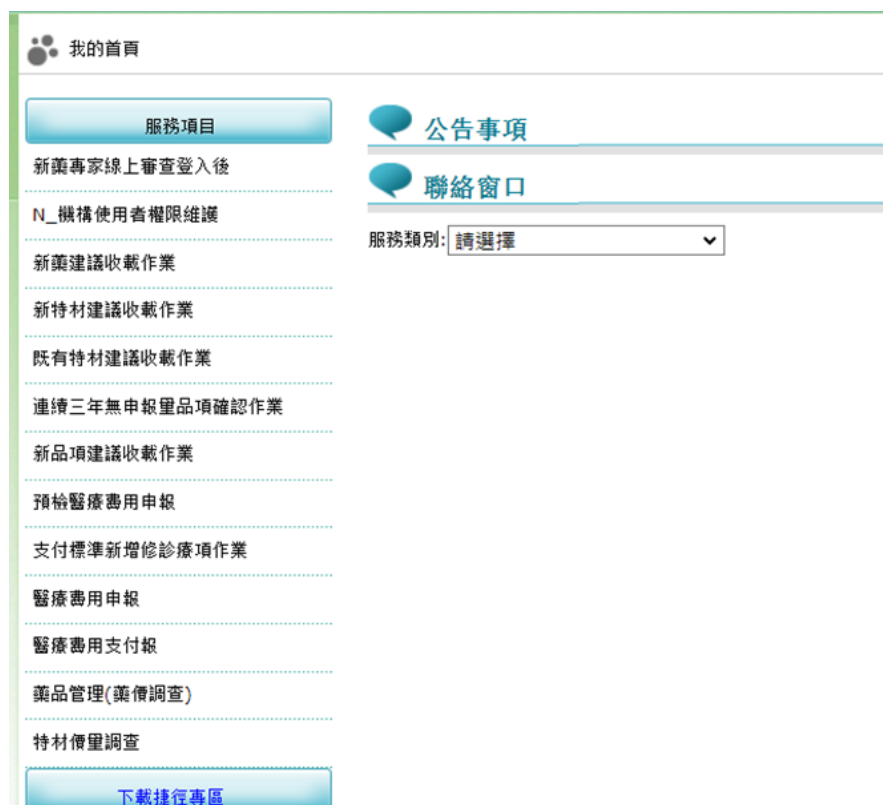 我的首頁
服務項目
新藥專家線上審查登入後
N_機構使用者權限維護
新藥建議收載作業
新特材建議收載作業
既有特材建議收載作業
連續三年無申報量品項確認作業
新品項建議收載作業
預檢醫療費用申報
支付標準新增修診療項作業
醫療費用申報
醫療費用支付報
藥品管理(藥價調查)
特材價量調查
下載捷徑專區
公告事項
聯絡窗口
服務類別: 請選擇